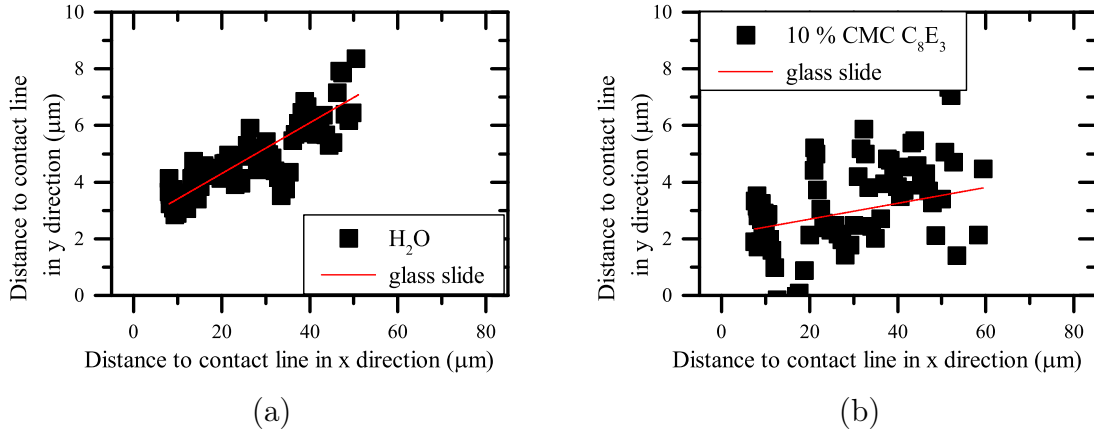 10
8
6
4
2
0
Distance to contact line
in y direction (μm)
H₂O
glass slide
0 20 40 60 80
Distance to contact line in x direction (μm)
(a)
10
8
6
4
2
0
Distance to contact line
in y direction (μm)
10 % CMC C₈E₃
glass slide
0 20 40 60 80
Distance to contact line in x direction (μm)
(b)